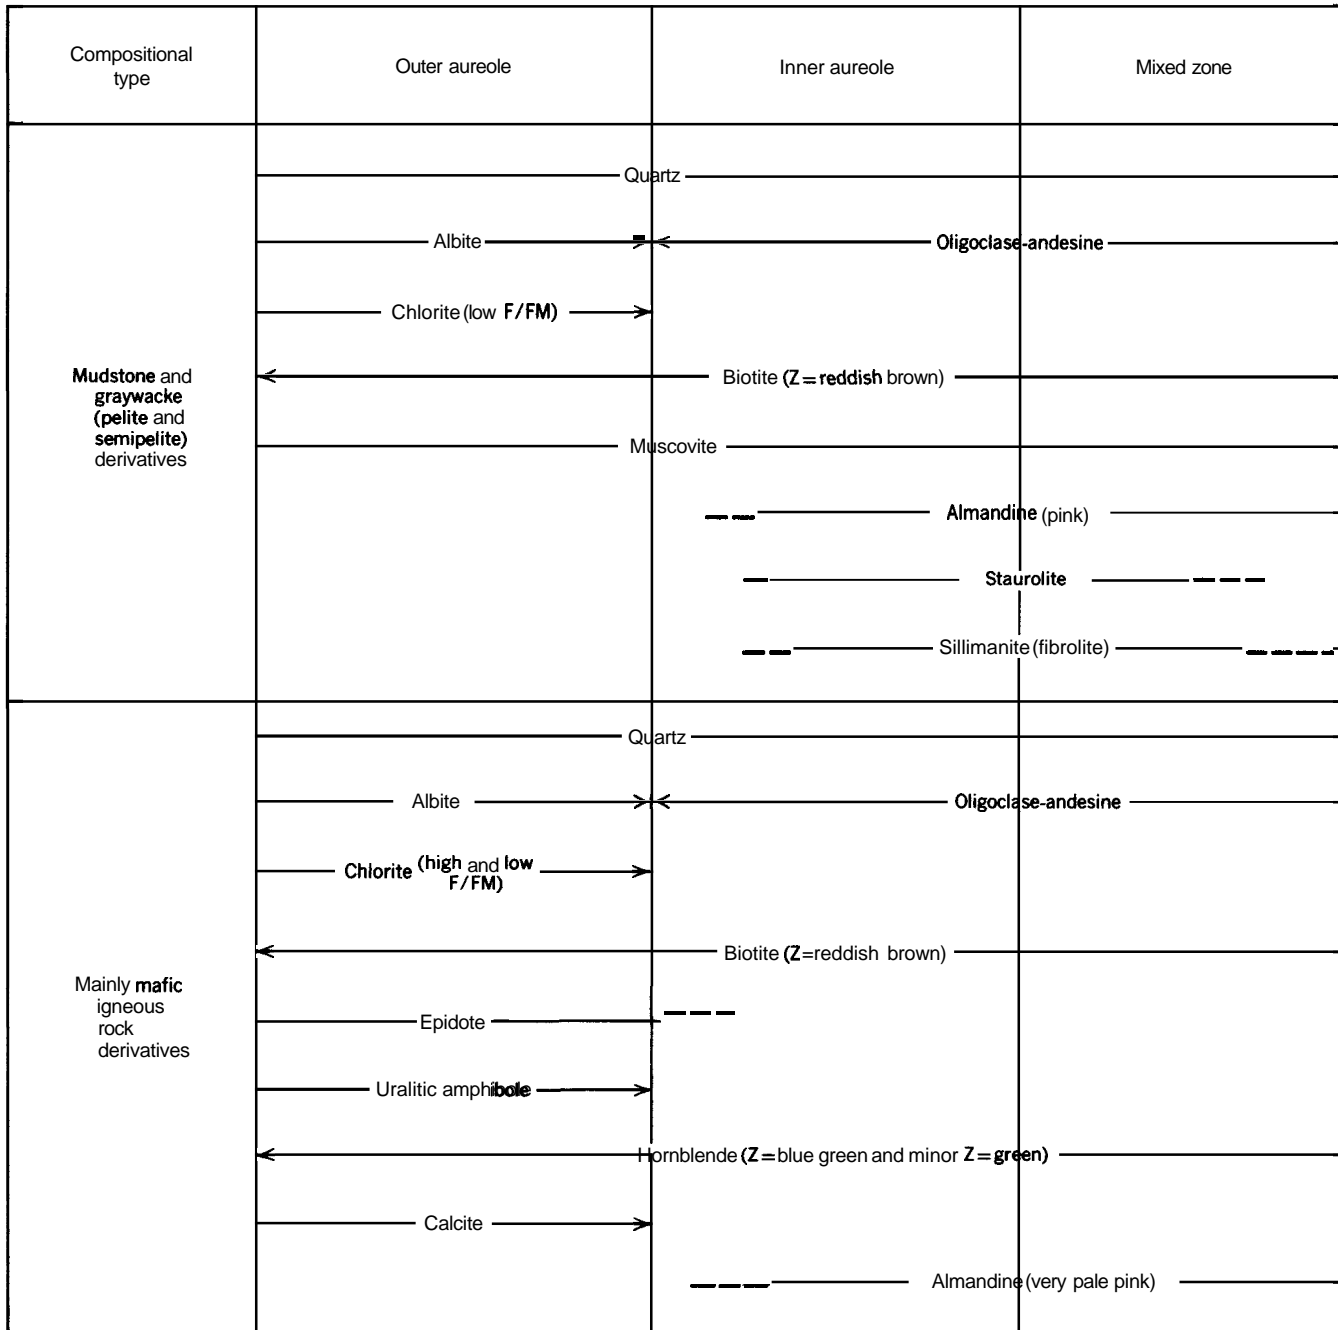 Compositional
type
Outer aureole
Inner aureole
Mixed zone
Mudstone and
graywacke
(pelite and
semipelite)
derivatives
Quartz
Albite
Oligoclase-andesine
Chlorite (low F/FM)
Biotite (Z=reddish brown)
Muscovite
Almandine (pink)
Staurolite
Sillimanite (fibrolite)
Mainly mafic
igneous
rock
derivatives
Quartz
Albite
Oligoclase-andesine
Chlorite (high and low
F/FM)
Biotite (Z=reddish brown)
Epidote
Uralitic amphibole
Hornblende (Z=blue green and minor Z=green)
Calcite
Almandine (very pale pink)